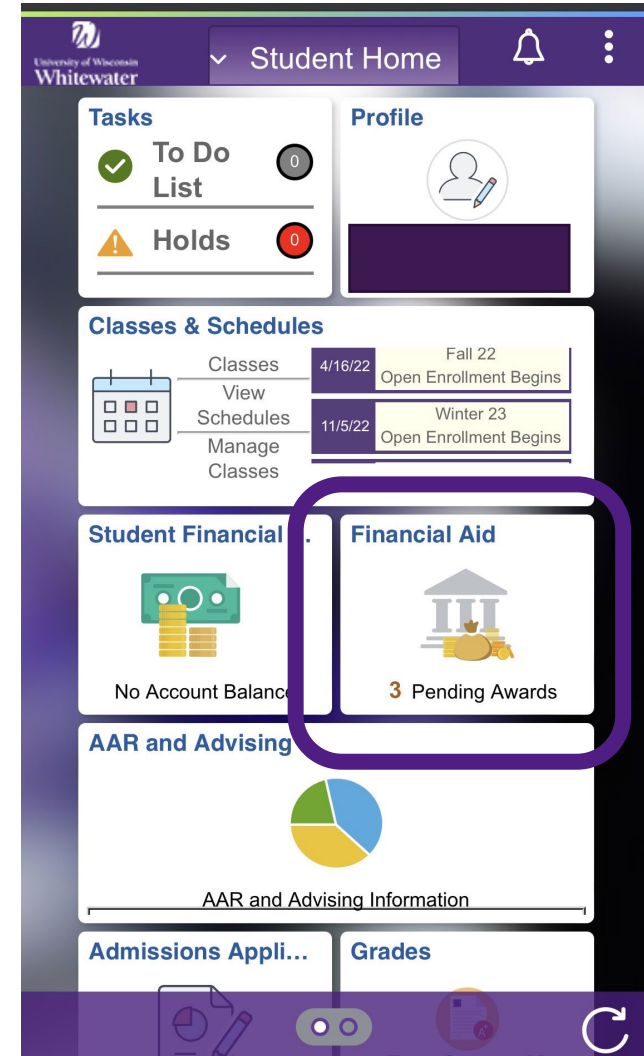 University of Wisconsin
Whitewater
Student Home
Tasks
To Do
List
0
Holds
0
Profile
Classes & Schedules
Classes
View
Schedules
Manage
Classes
4/16/22
Fall 22
Open Enrollment Begins
11/5/22
Winter 23
Open Enrollment Begins
Student Financial
No Account Balance
Financial Aid
3 Pending Awards
AAR and Advising
AAR and Advising Information
Admissions Appli...
Grades